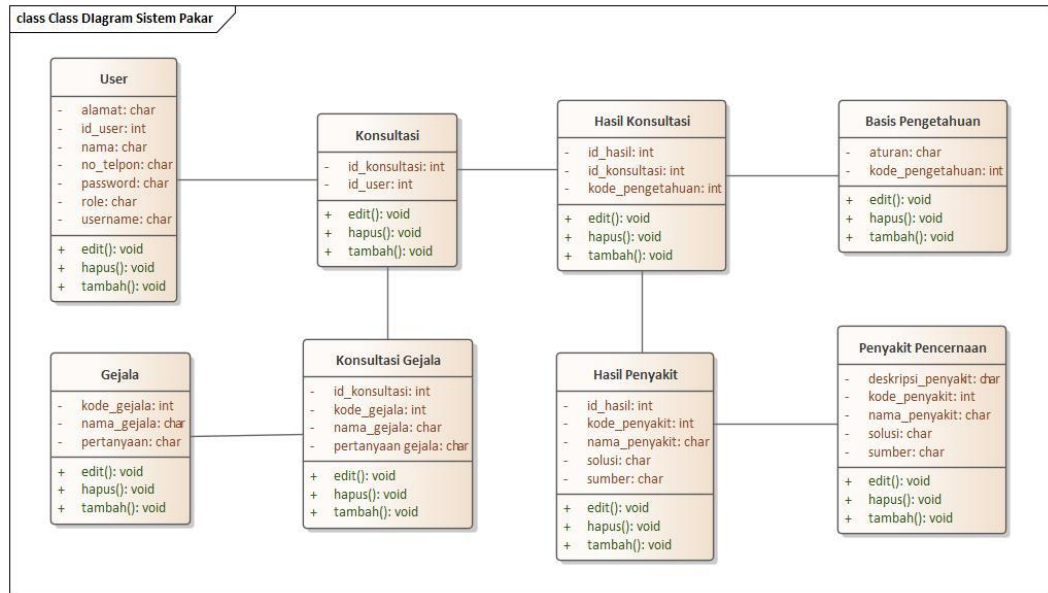 class Class DIagram Sistem Pakar
User
- alamat: char
- id_user: int
- nama: char
- no_telpon: char
- password: char
- role: char
- username: char
+ edit(): void
+ hapus(): void
+ tambah(): void
Konsultasi
- id_konsultasi: int
- id_user: int
+ edit(): void
+ hapus(): void
+ tambah(): void
Hasil Konsultasi
- id_hasil: int
- id_konsultasi: int
- kode_pengetahuan: int
+ edit(): void
+ hapus(): void
+ tambah(): void
Basis Pengetahuan
- aturan: char
- kode_pengetahuan: int
+ edit(): void
+ hapus(): void
+ tambah(): void
Gejala
- kode_gejala: int
- nama_gejala: char
- pertanyaan: char
+ edit(): void
+ hapus(): void
+ tambah(): void
Konsultasi Gejala
- id_konsultasi: int
- kode_gejala: int
- nama_gejala: char
- pertanyaan gejala: char
+ edit(): void
+ hapus(): void
+ tambah(): void
Hasil Penyakit
- id_hasil: int
- kode_penyakit: int
- nama_penyakit: char
- solusi: char
- sumber: char
+ edit(): void
+ hapus(): void
+ tambah(): void
Penyakit Pencernaan
- deskripsi_penyakit: char
- kode_penyakit: int
- nama_penyakit: char
- solusi: char
- sumber: char
+ edit(): void
+ hapus(): void
+ tambah(): void